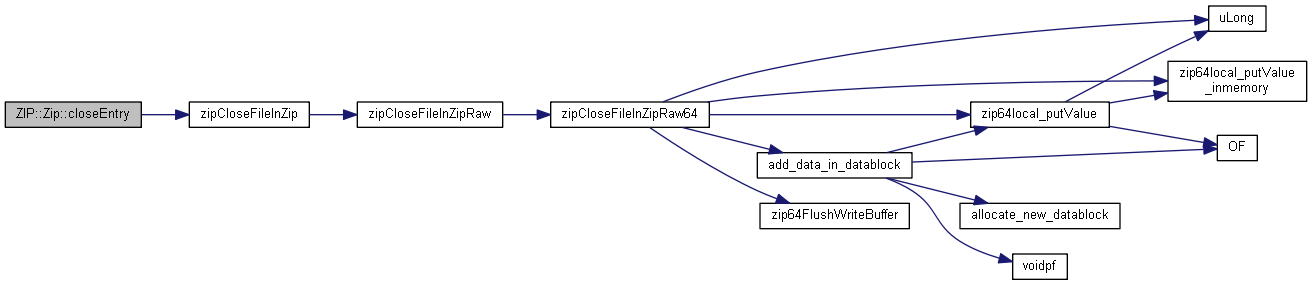 ZIP::Zip::closeEntry
zipCloseFileInZip
zipCloseFileInZipRaw
zipCloseFileInZipRaw64
uLong
zip64local_putValue
_inmemory
zip64local_putValue
OF
add_data_in_datablock
allocate_new_datablock
zip64FlushWriteBuffer
voidpf